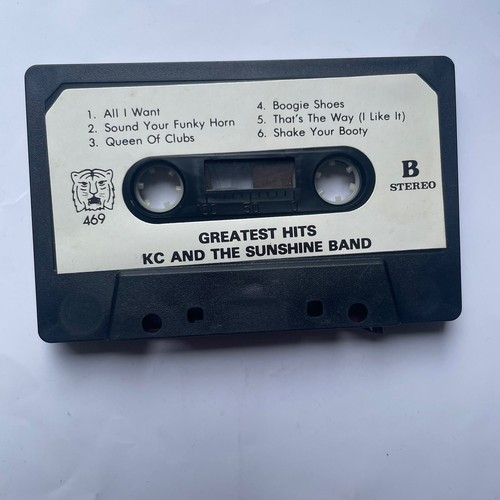 1. All I Want
2. Sound Your Funky Horn
3. Queen Of Clubs
4. Boogie Shoes
5. That's The Way (I Like It)
6. Shake Your Booty
469
B
STEREO
GREATEST HITS
KC AND THE SUNSHINE BAND